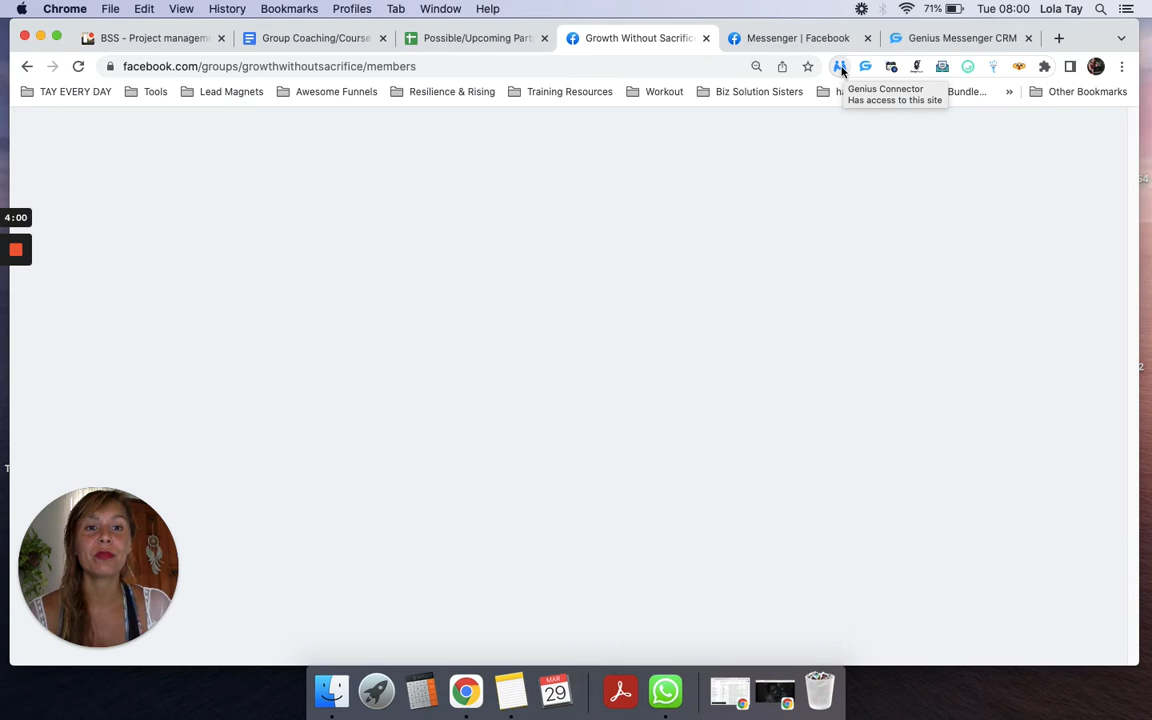 Chrome File Edit View History Bookmarks Profiles Tab Window Help 71% Tue 08:00 Lola Tay
BSS - Project managem Group Coaching/Course Possible/Upcoming Part Growth Without Sacrific Messenger | Facebook Genius Messenger CRM
facebook.com/groups/growthwithoutsacrifice/members
TAY EVERY DAY Tools Lead Magnets Awesome Funnels Resilience & Rising Training Resources Workout Biz Solution Sisters Bundle... » Other Bookmarks
Genius Connector
Has access to this site
4:00
MAR
29